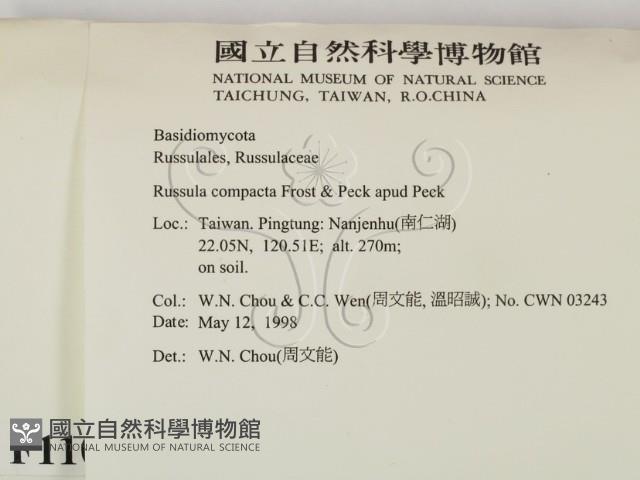 國立自然科學博物館
NATIONAL MUSEUM OF NATURAL SCIENCE
TAICHUNG, TAIWAN, R.O.CHINA
Basidiomycota
Russulales, Russulaceae
Russula compacta Frost & Peck apud Peck
Loc.: Taiwan. Pingtung: Nanjenhu(南仁湖)
22.05N, 120.51E; alt. 270m;
on soil.
Col.: W.N. Chou & C.C. Wen(周文能, 溫昭誠); No. CWN 03243
Date: May 12, 1998
Det.: W.N. Chou(周文能)
國立自然科學博物館
NATIONAL MUSEUM OF NATURAL SCIENCE